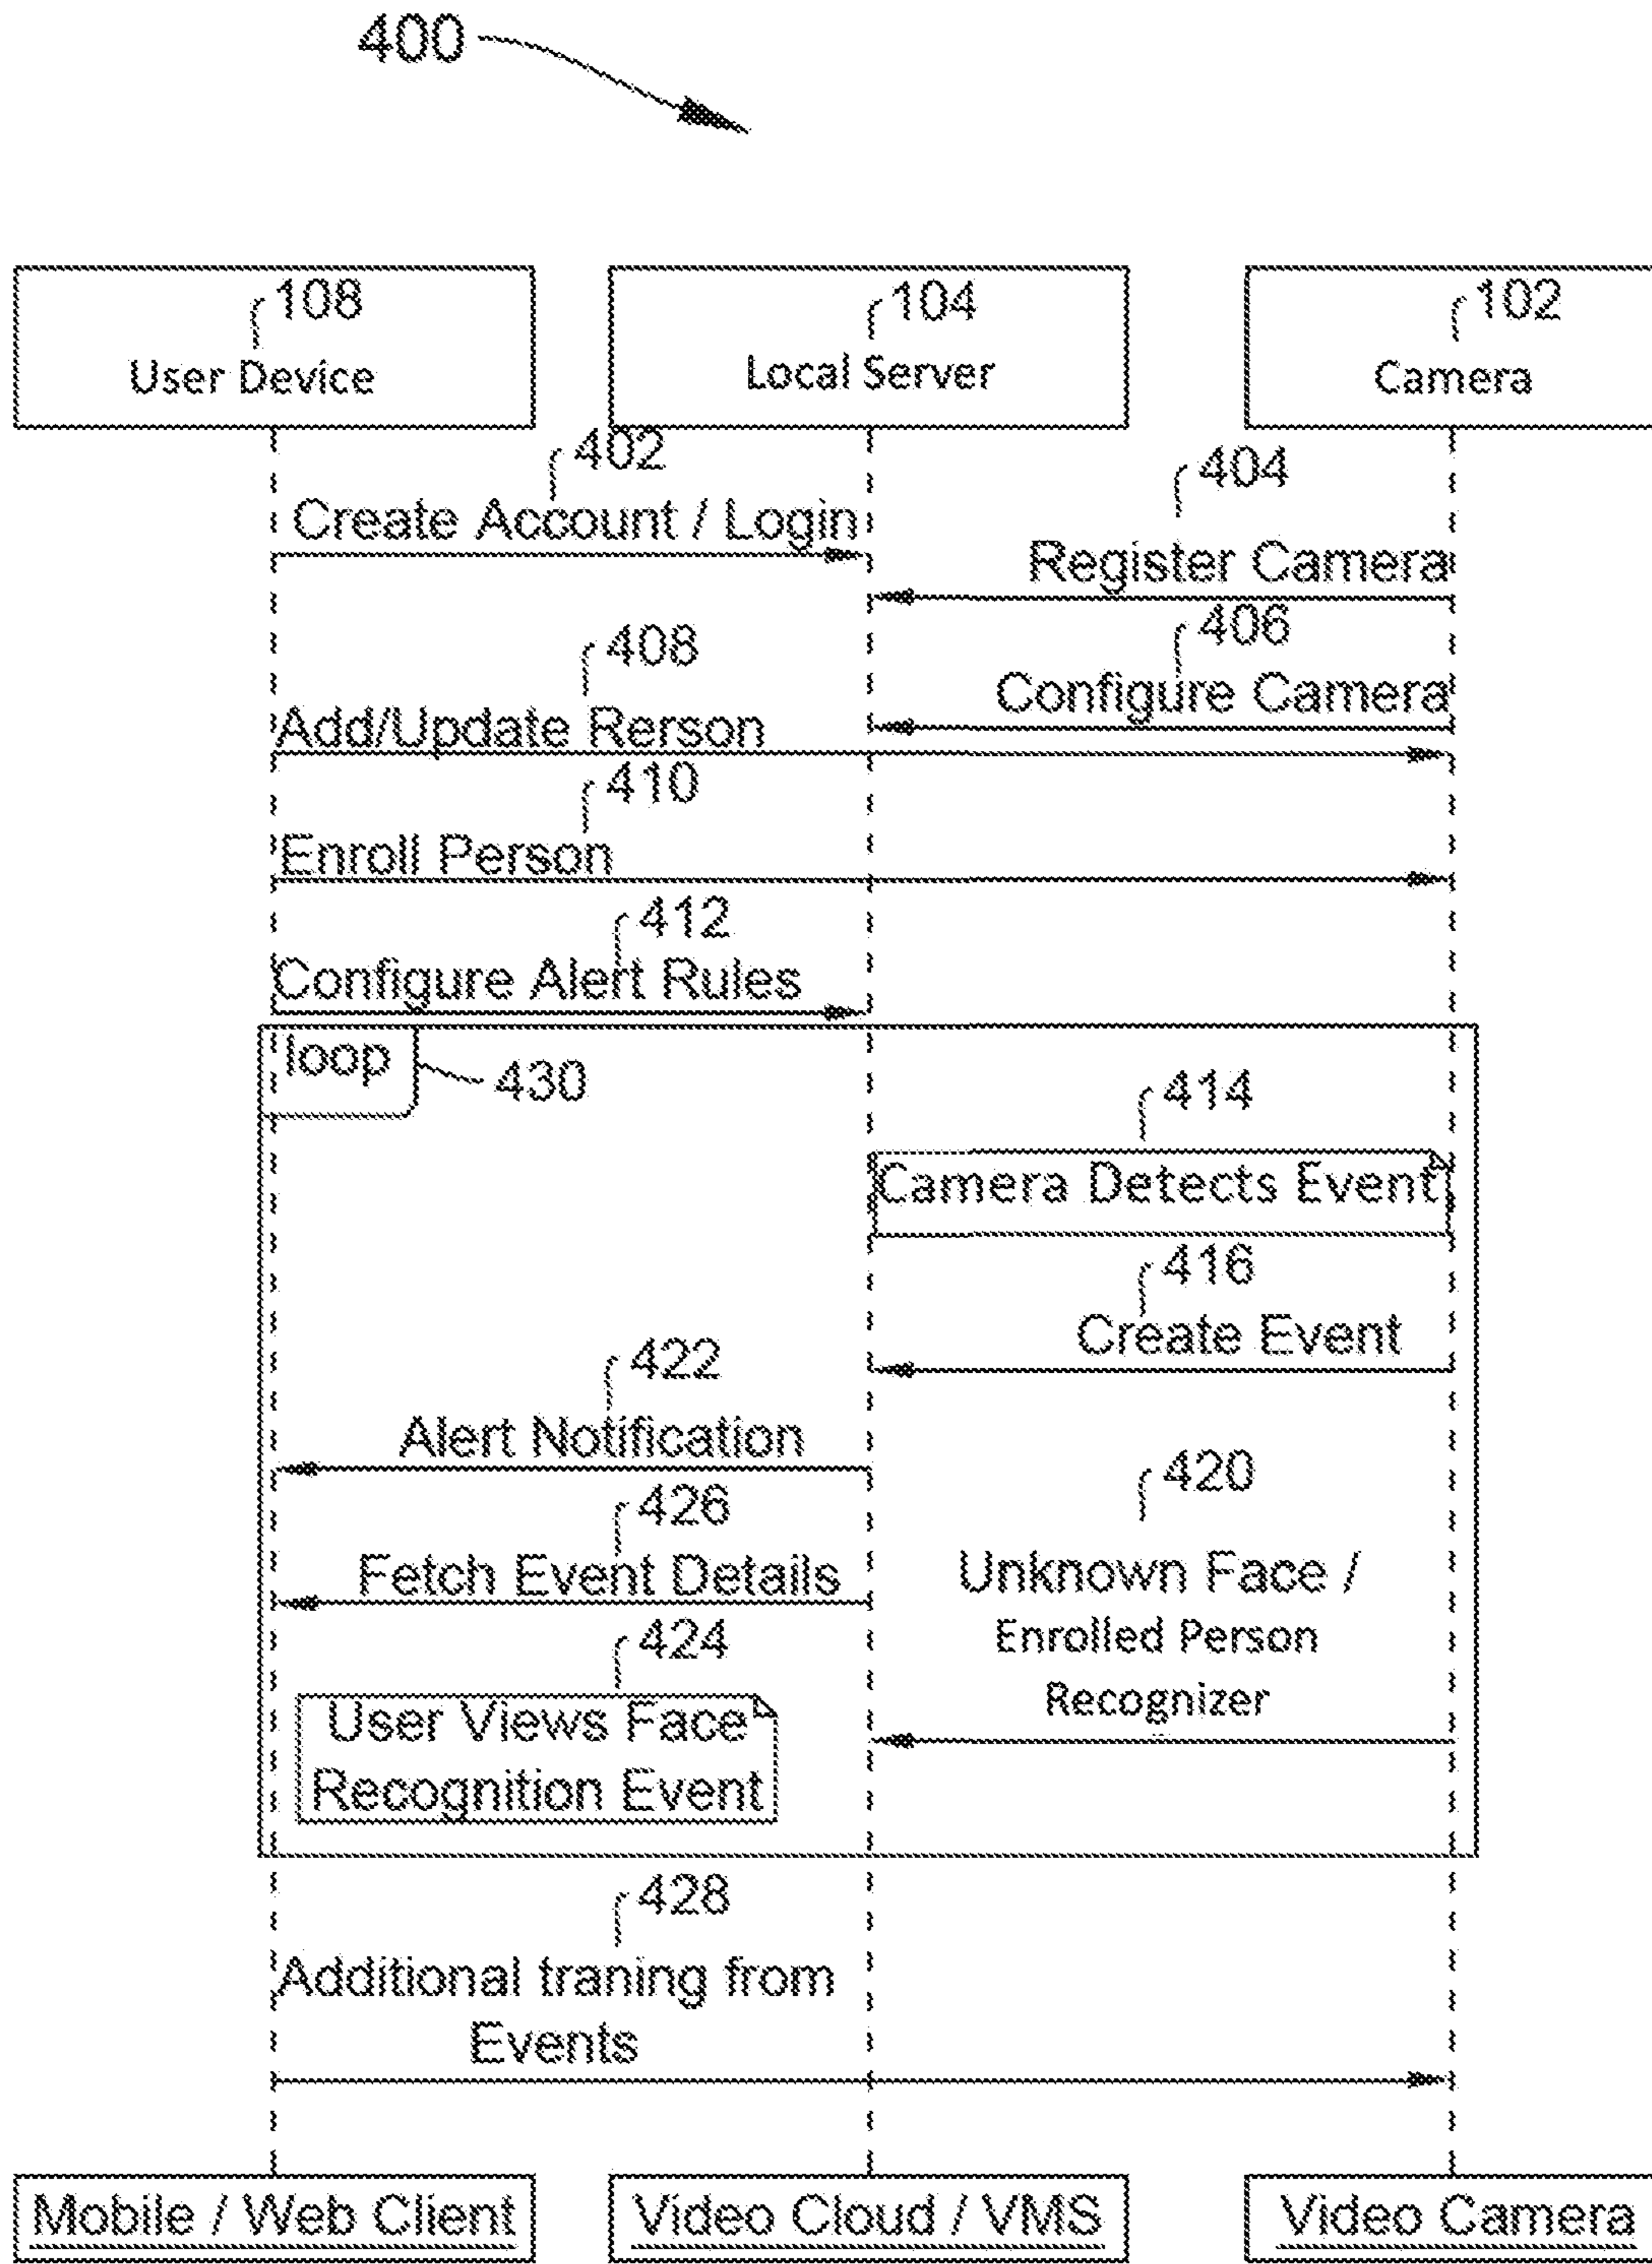 400
108
User Device
104
Local Server
102
Camera
402
Create Account / Login
404
Register Camera
406
Configure Camera
408
Add/Update Rerson
410
Enroll Person
412
Configure Alert Rules
loop
430
414
Camera Detects Event
416
Create Event
422
Alert Notification
420
Unknown Face /
Enrolled Person
Recognizer
426
Fetch Event Details
424
User Views Face
Recognition Event
428
Additional traning from
Events
Mobile / Web Client
Video Cloud / VMS
Video Camera